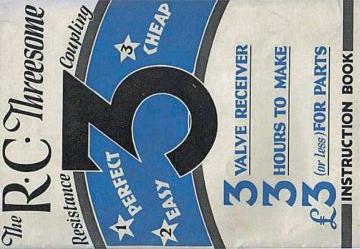 The R.C. Threesome
Resistance Coupling
3
1 PERFECT
2 EASY
3 CHEAP
3 VALVE RECEIVER
3 HOURS TO MAKE
£3 (or less) FOR PARTS
INSTRUCTION BOOK